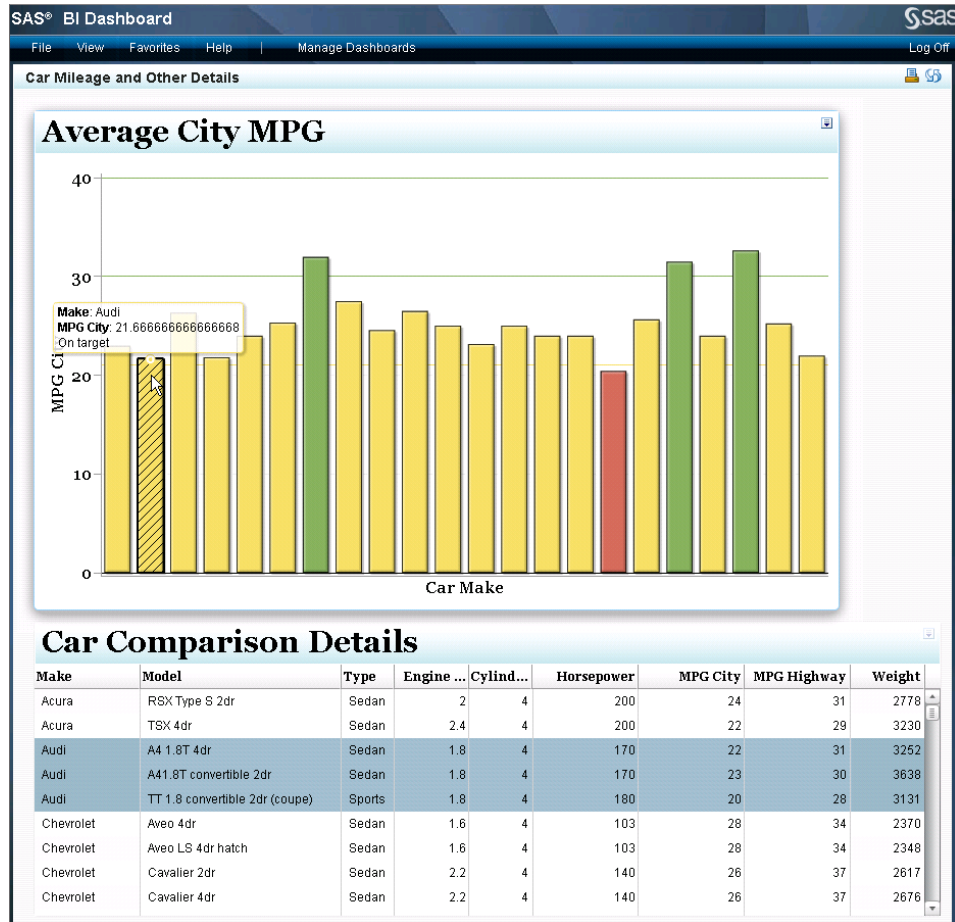 SAS® BI Dashboard
sas
File View Favorites Help | Manage Dashboards Log Off
Car Mileage and Other Details
Average City MPG
40
30
Make: Audi
MPG City: 21.666666666666668
On target
20
10
0
MPG Ci
Car Make
Car Comparison Details
Make Model Type Engine ... Cylind... Horsepower MPG City MPG Highway Weight
Acura RSX Type S 2dr Sedan 2 4 200 24 31 2778
Acura TSX 4dr Sedan 2.4 4 200 22 29 3230
Audi A4 1.8T 4dr Sedan 1.8 4 170 22 31 3252
Audi A41.8T convertible 2dr Sedan 1.8 4 170 23 30 3638
Audi TT 1.8 convertible 2dr (coupe) Sports 1.8 4 180 20 28 3131
Chevrolet Aveo 4dr Sedan 1.6 4 103 28 34 2370
Chevrolet Aveo LS 4dr hatch Sedan 1.6 4 103 28 34 2348
Chevrolet Cavalier 2dr Sedan 2.2 4 140 26 37 2617
Chevrolet Cavalier 4dr Sedan 2.2 4 140 26 37 2676